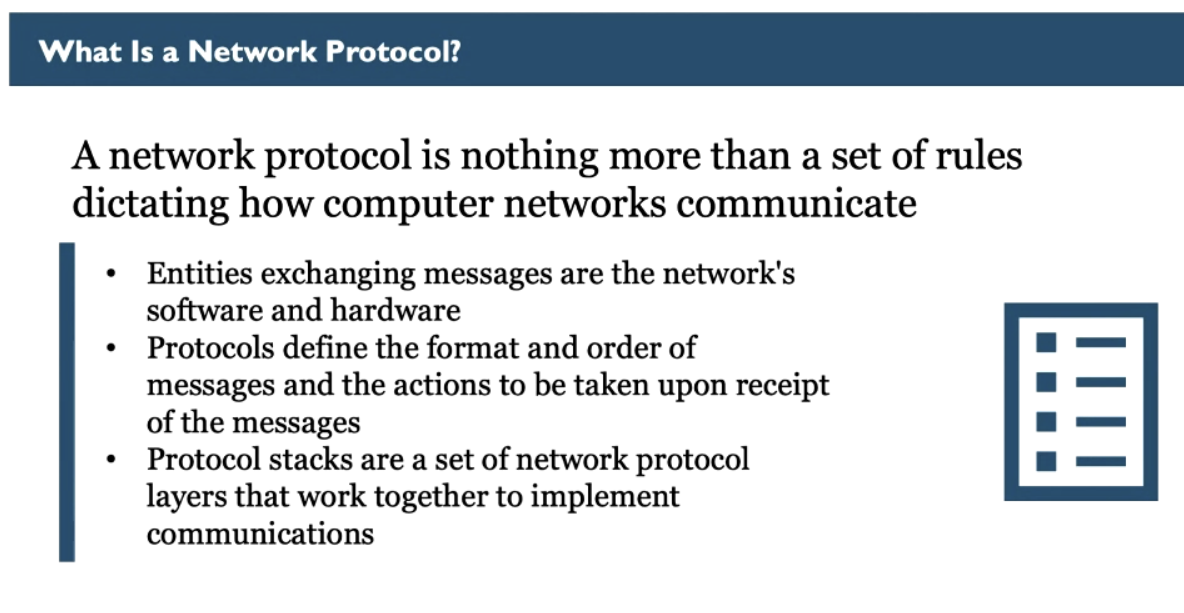 What Is a Network Protocol?
A network protocol is nothing more than a set of rules
dictating how computer networks communicate
• Entities exchanging messages are the network's
software and hardware
• Protocols define the format and order of
messages and the actions to be taken upon receipt
of the messages
• Protocol stacks are a set of network protocol
layers that work together to implement
communications